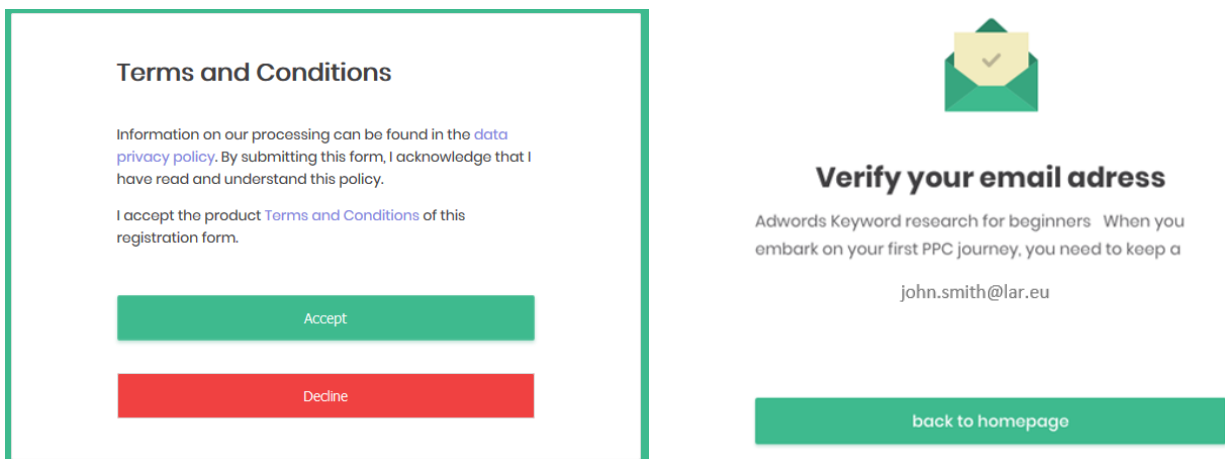 Terms and Conditions
Information on our processing can be found in the data
privacy policy. By submitting this form, I acknowledge that I
have read and understand this policy.
I accept the product Terms and Conditions of this
registration form.
Accept
Decline
Verify your email adress
Adwords Keyword research for beginners When you
embark on your first PPC journey, you need to keep a
john.smith@lar.eu
back to homepage